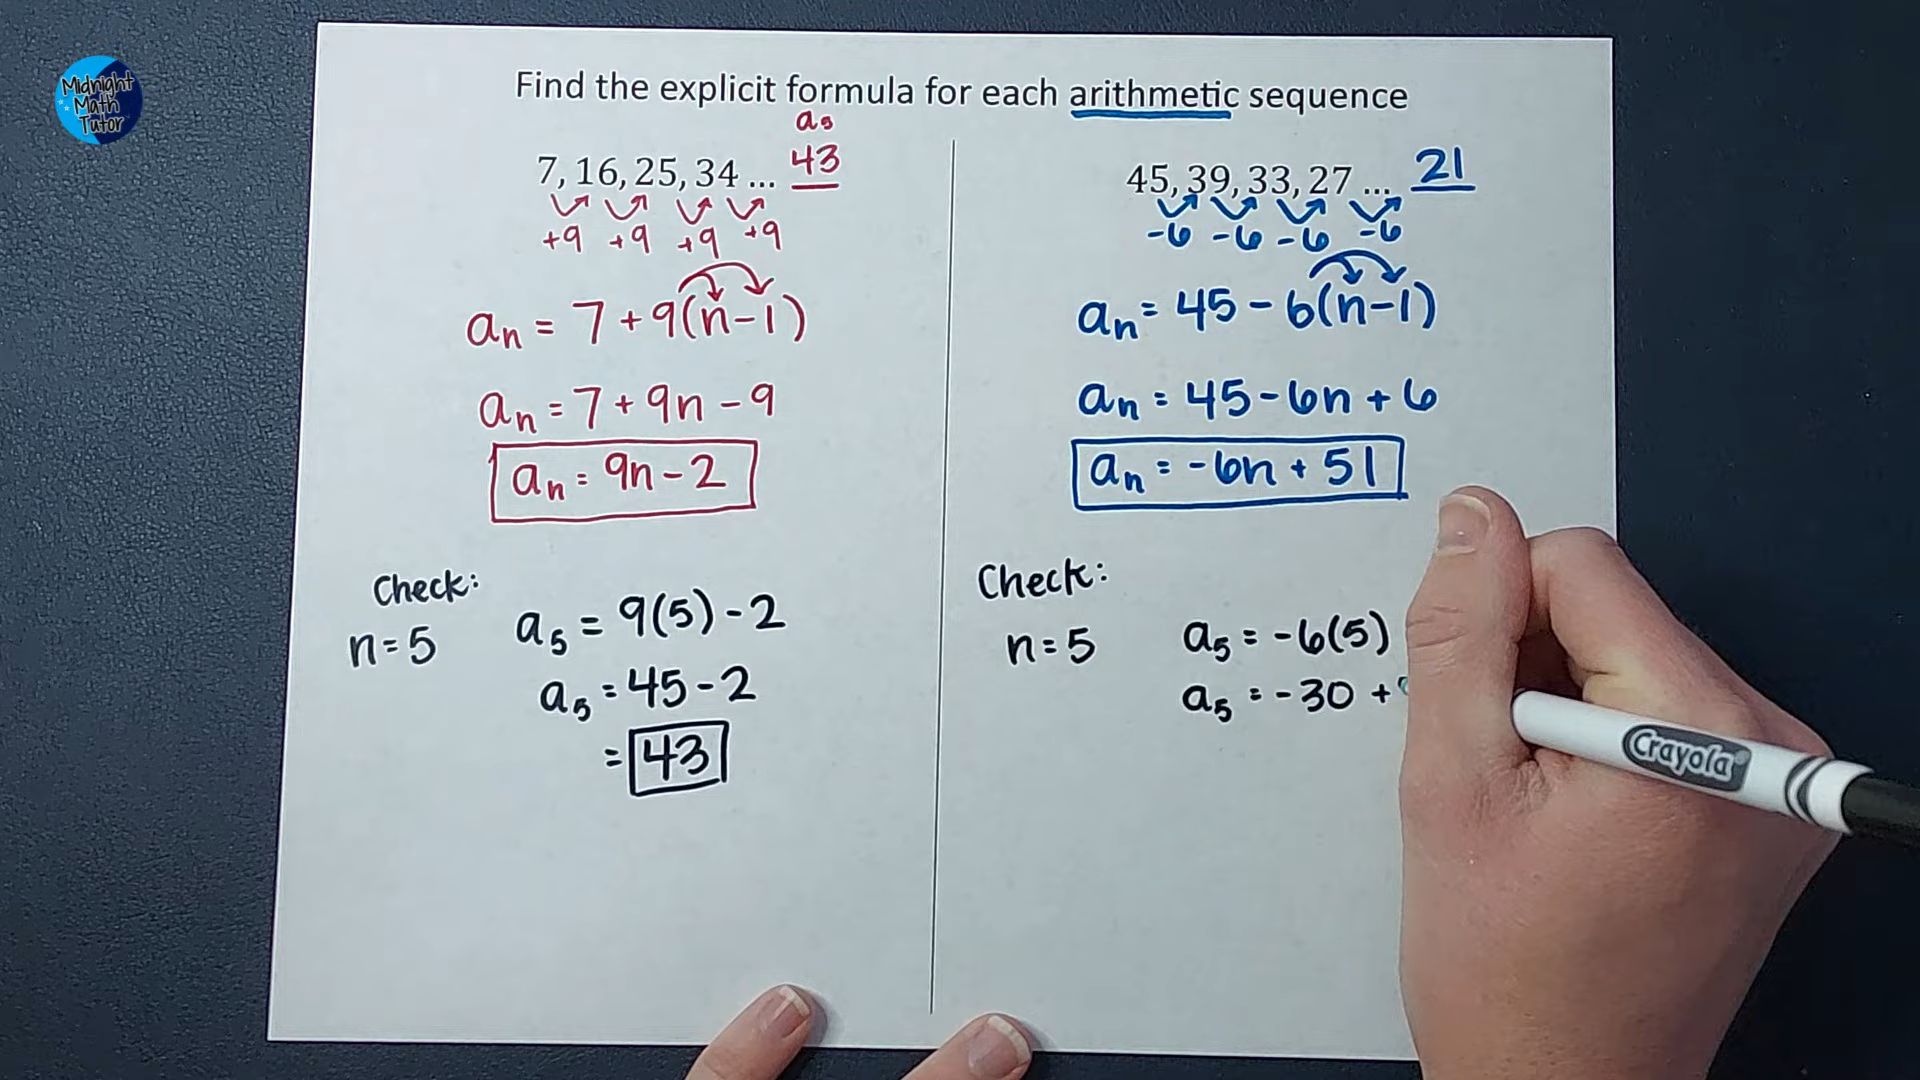 Midnight
Math
Tutor
Find the explicit formula for each arithmetic sequence
a₅
7, 16, 25, 34 ... 43
+9 +9 +9 +9
aₙ = 7 + 9(n-1)
aₙ = 7 + 9n - 9
aₙ = 9n - 2
Check:
n = 5
a₅ = 9(5) - 2
a₅ = 45 - 2
= 43
45, 39, 33, 27 ... 21
-6 -6 -6 -6
aₙ = 45 - 6(n-1)
aₙ = 45 - 6n + 6
aₙ = -6n + 51
Check:
n = 5
a₅ = -6(5)
a₅ = -30 +
Crayola